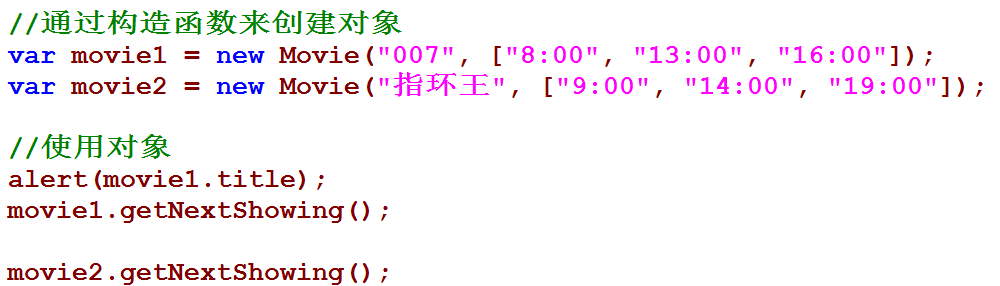 //通过构造函数来创建对象
var movie1 = new Movie("007", ["8:00", "13:00", "16:00"]);
var movie2 = new Movie("指环王", ["9:00", "14:00", "19:00"]);
//使用对象
alert(movie1.title);
movie1.getNextShowing();
movie2.getNextShowing();